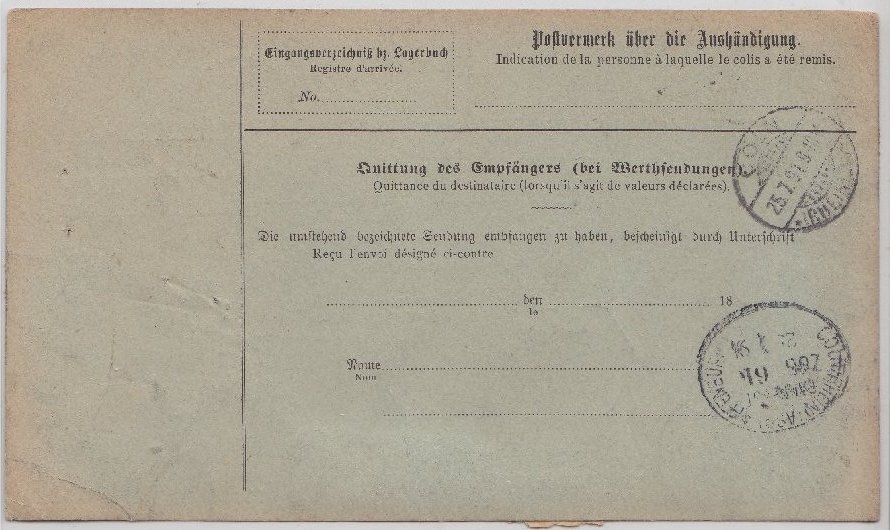 Eingangsverzeichniß bz. Lagerbuch
Registre d'arrivée.
No.
Postvermerk über die Aushändigung.
Indication de la personne à laquelle le colis a été remis.
Quittung des Empfängers (bei Werthsendungen).
Quittance du destinataire (lorsqu'il s'agit de valeurs déclarées).
Die umstehend bezeichnete Sendung empfangen zu haben, bescheinigt durch Unterschrift
Reçu l'envoi désigné ci-contre
den 18
le
Name
Nom